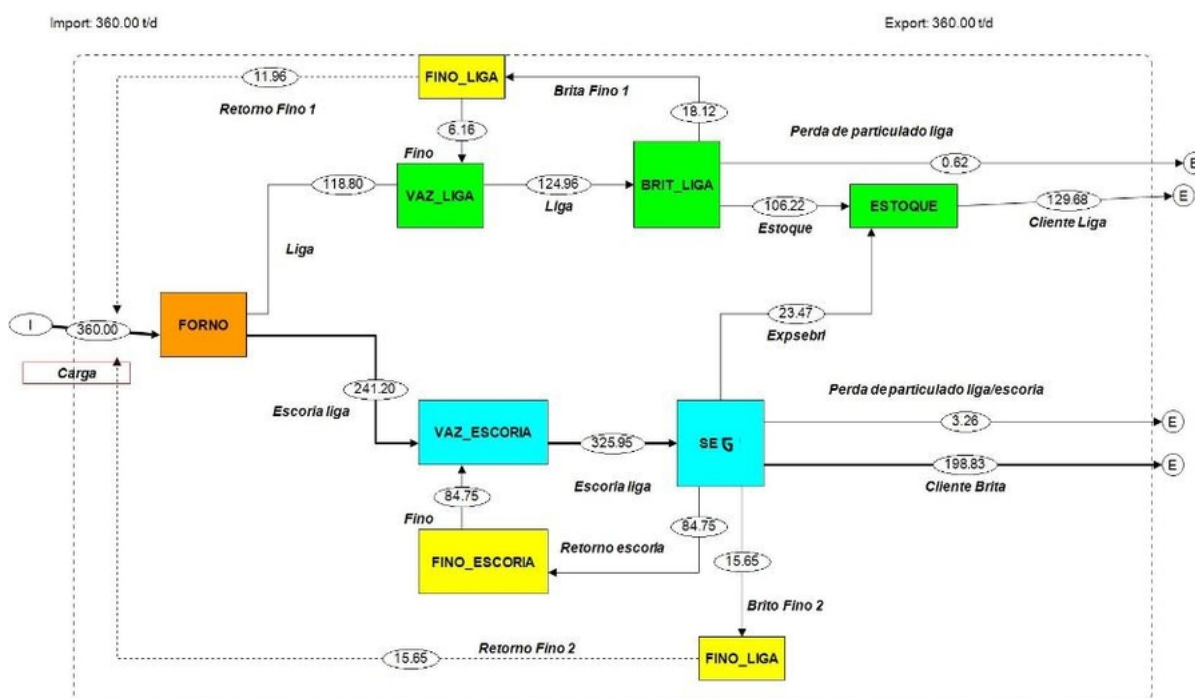 Import: 360.00 t/d
Export: 360.00 t/d
11.96
FINO_LIGA
Brita Fino 1
Retorno Fino 1
18.12
6.16
Perda de particulado liga
Fino
0.62
E
118.80
VAZ_LIGA
124.96
BRIT_LIGA
106.22
ESTOQUE
129.68
E
Liga
Estoque
Cliente Liga
Liga
I
360.00
FORNO
23.47
Expsebri
Carga
241.20
Perda de particulado liga/escoria
Escoria liga
VAZ_ESCORIA
325.95
SEG
3.26
E
198.83
E
Escoria liga
Cliente Brita
84.75
Fino
84.75
Retorno escoria
FINO_ESCORIA
15.65
Brito Fino 2
Retorno Fino 2
15.65
FINO_LIGA